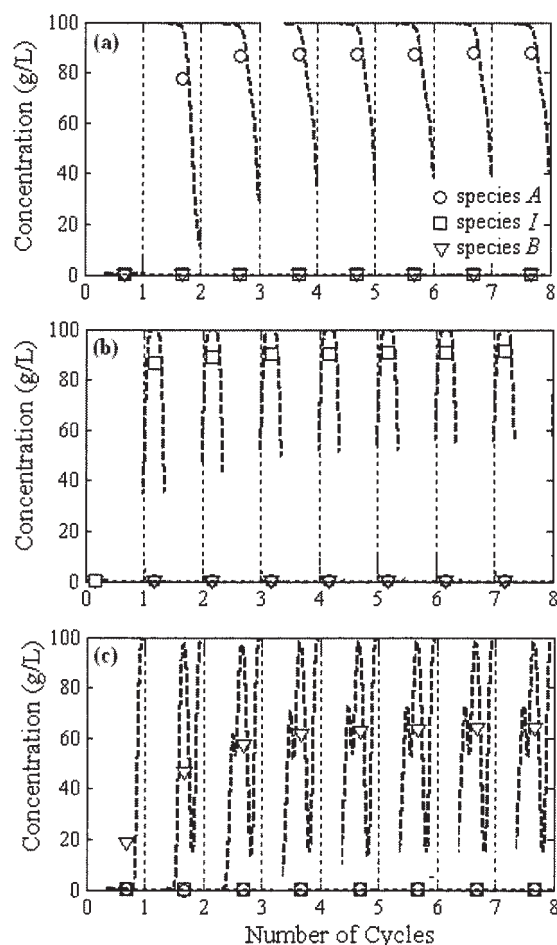 (a)
Concentration (g/L)
100
80
60
40
20
0
species A
species I
species B
0 1 2 3 4 5 6 7 8
(b)
Concentration (g/L)
100
80
60
40
20
0
0 1 2 3 4 5 6 7 8
(c)
Concentration (g/L)
100
80
60
40
20
0
0 1 2 3 4 5 6 7 8
Number of Cycles